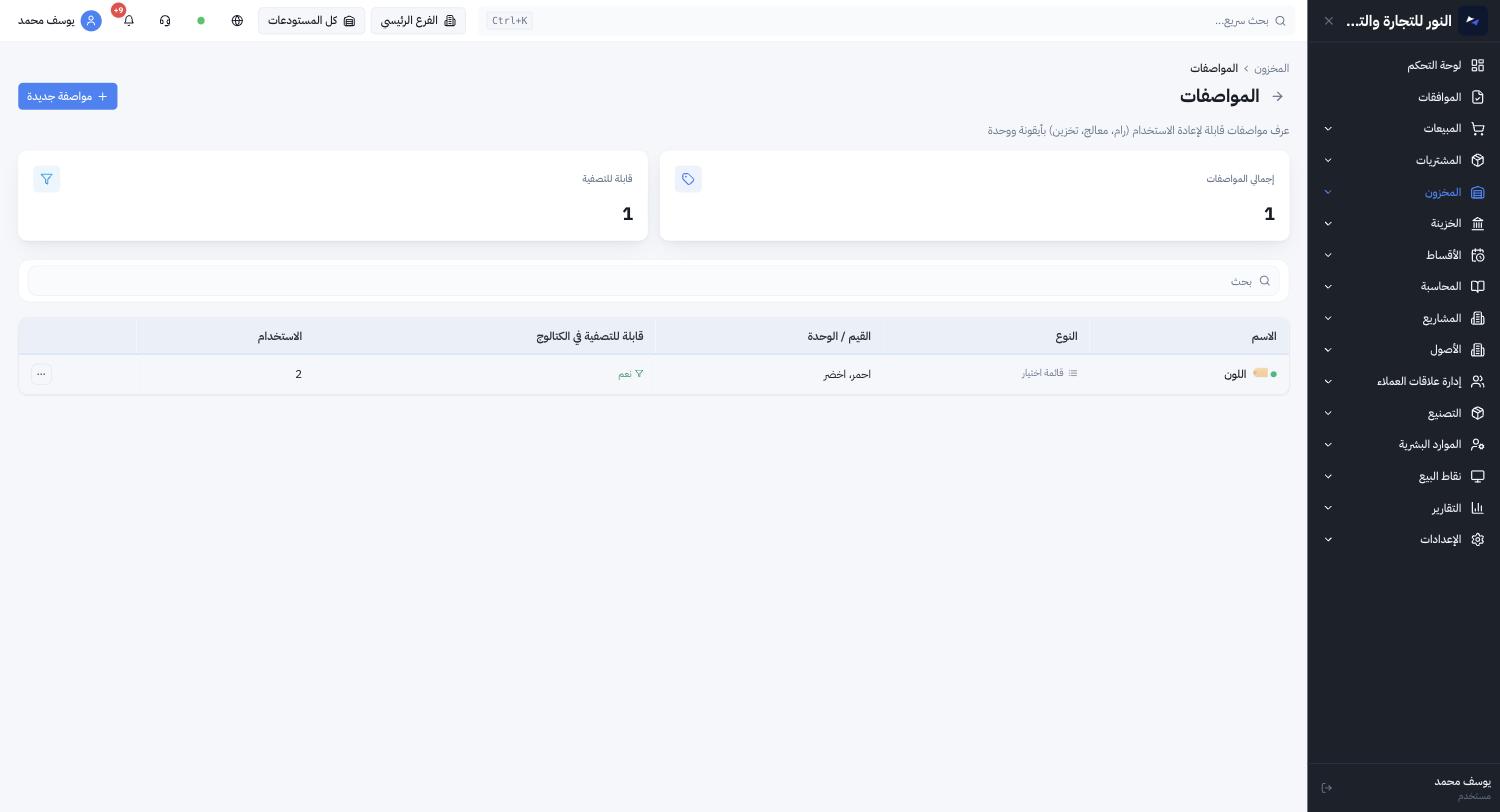 النور للتجارة والتـ...
لوحة التحكم
الموافقات
المبيعات
المشتريات
المخزون
الخزينة
الأقساط
المحاسبة
المشاريع
الأصول
إدارة علاقات العملاء
التصنيع
الموارد البشرية
نقاط البيع
التقارير
الإعدادات
يوسف محمد
مستخدم
بحث سريع... Ctrl+K
الفرع الرئيسي
كل المستودعات
+9
يوسف محمد
المخزون › المواصفات
المواصفات
مواصفة جديدة
عرف مواصفات قابلة لإعادة الاستخدام (رام، معالج، تخزين) بأيقونة ووحدة
إجمالي المواصفات
1
قابلة للتصفية
1
بحث
الاسم النوع القيم / الوحدة قابلة للتصفية في الكتالوج الاستخدام
اللون قائمة اختيار احمر، اخضر نعم 2